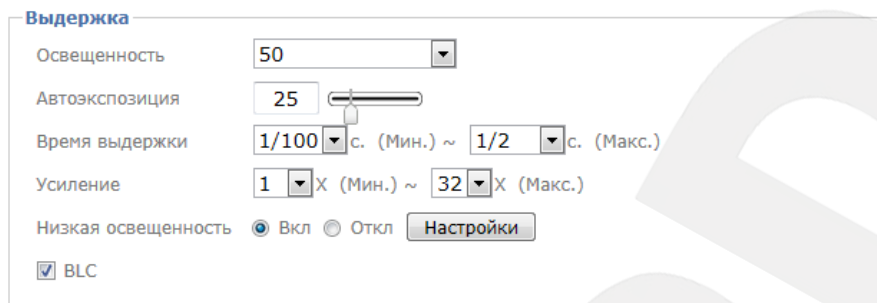 Выдержка
Освещенность 50
Автоэкспозиция 25
Время выдержки 1/100 с. (Мин.) ~ 1/2 с. (Макс.)
Усиление 1 X (Мин.) ~ 32 X (Макс.)
Низкая освещенность Вкл Откл Настройки
BLC